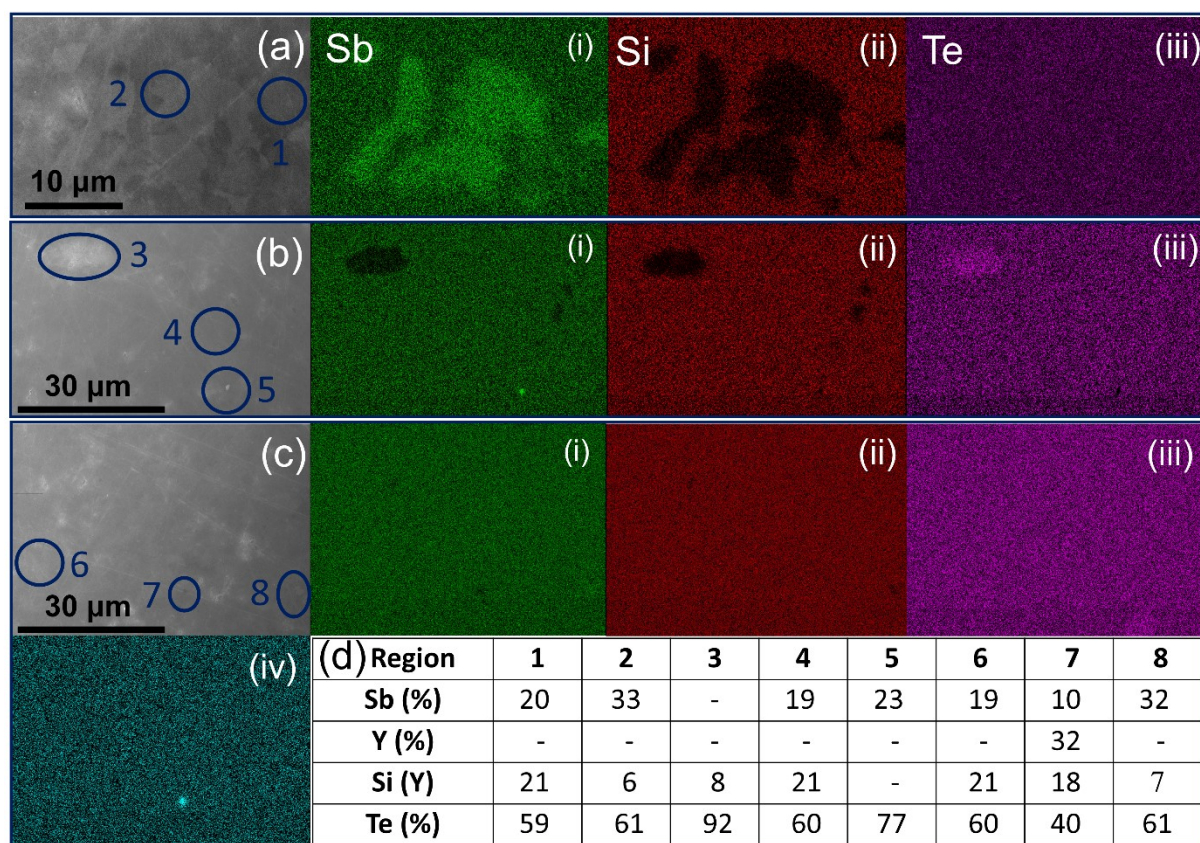 (a) Sb (i) Si (ii) Te (iii)
2
1
10 µm
(b) (i) (ii) (iii)
3
4
5
30 µm
(c) (i) (ii) (iii)
6
7 8
30 µm
(iv)
(d) Region 1 2 3 4 5 6 7 8
Sb (%) 20 33 - 19 23 19 10 32
Y (%) - - - - - - 32 -
Si (Y) 21 6 8 21 - 21 18 7
Te (%) 59 61 92 60 77 60 40 61